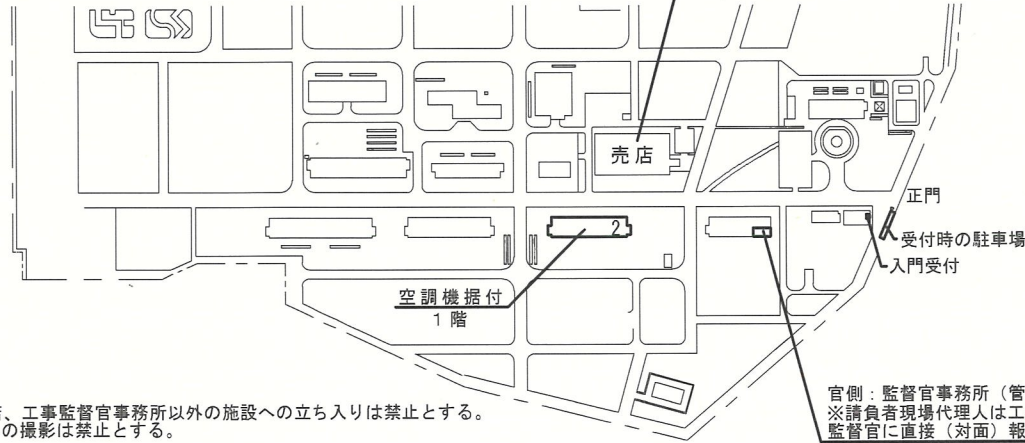 売店
正門
受付時の駐車場
入門受付
2
空調機据付
1階
、工事監督官事務所以外の施設への立ち入りは禁止とする。
の撮影は禁止とする。
官側：監督官事務所（管
※請負者現場代理人は工
監督官に直接（対面）報